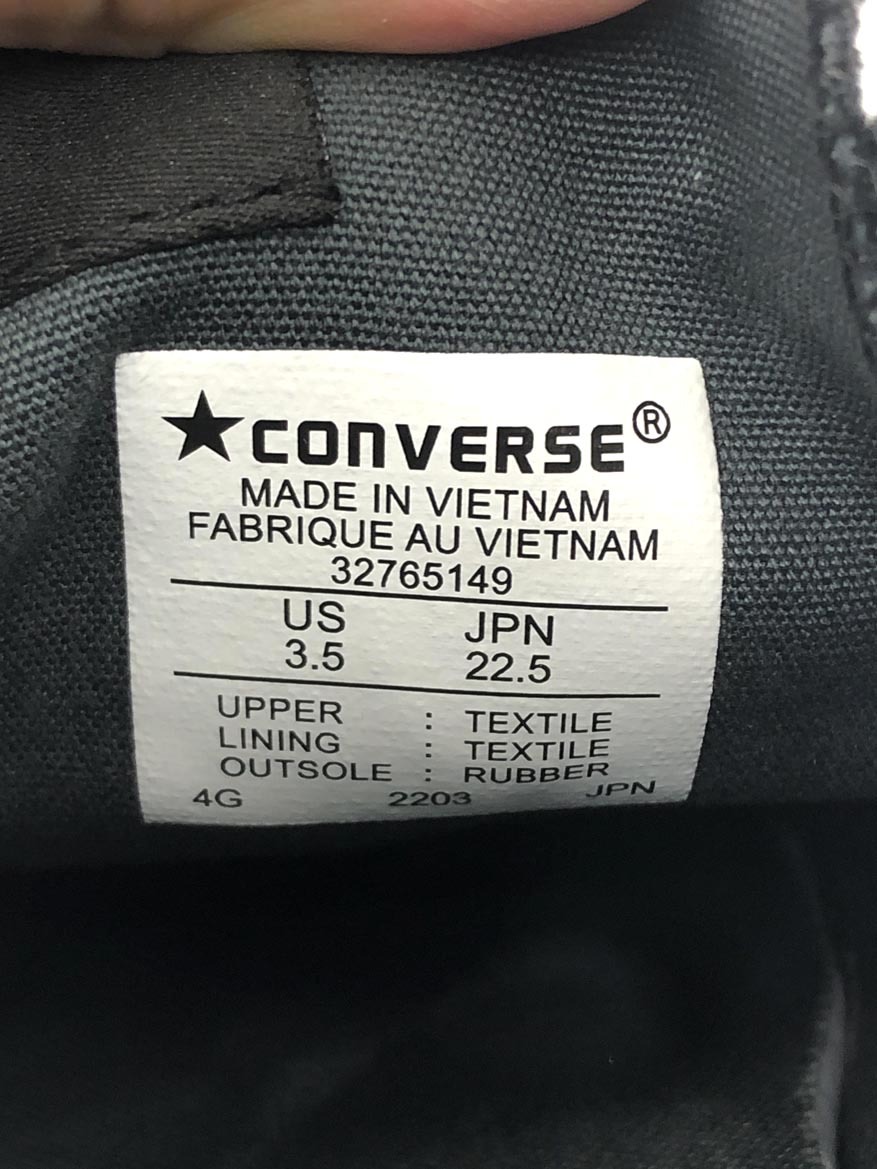 ★CONVERSE®
MADE IN VIETNAM
FABRIQUE AU VIETNAM
32765149
US JPN
3.5 22.5
UPPER : TEXTILE
LINING : TEXTILE
OUTSOLE : RUBBER
4G 2203 JPN